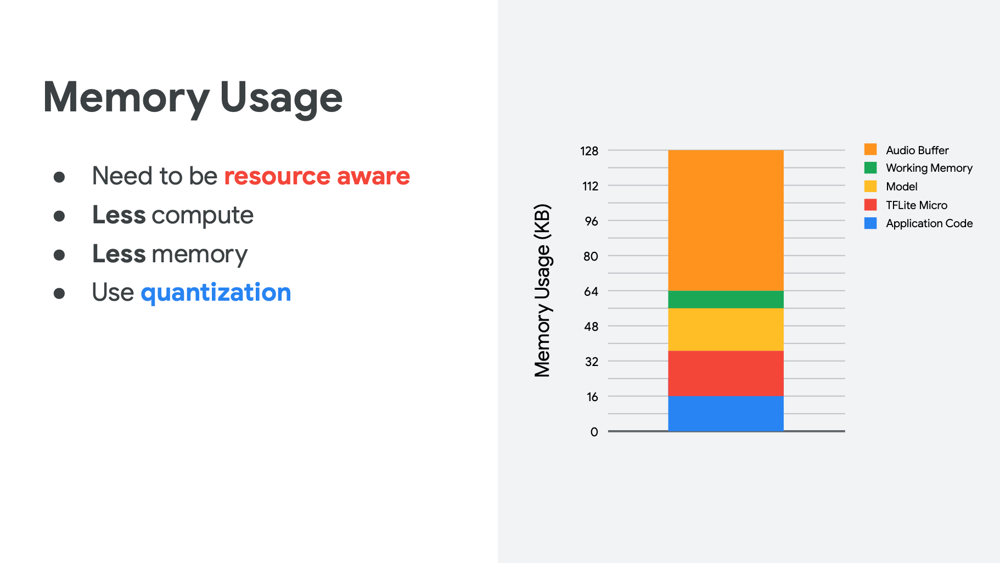 Memory Usage
● Need to be resource aware
● Less compute
● Less memory
● Use quantization
Memory Usage (KB)
128
112
96
80
64
48
32
16
0
Audio Buffer
Working Memory
Model
TFLite Micro
Application Code